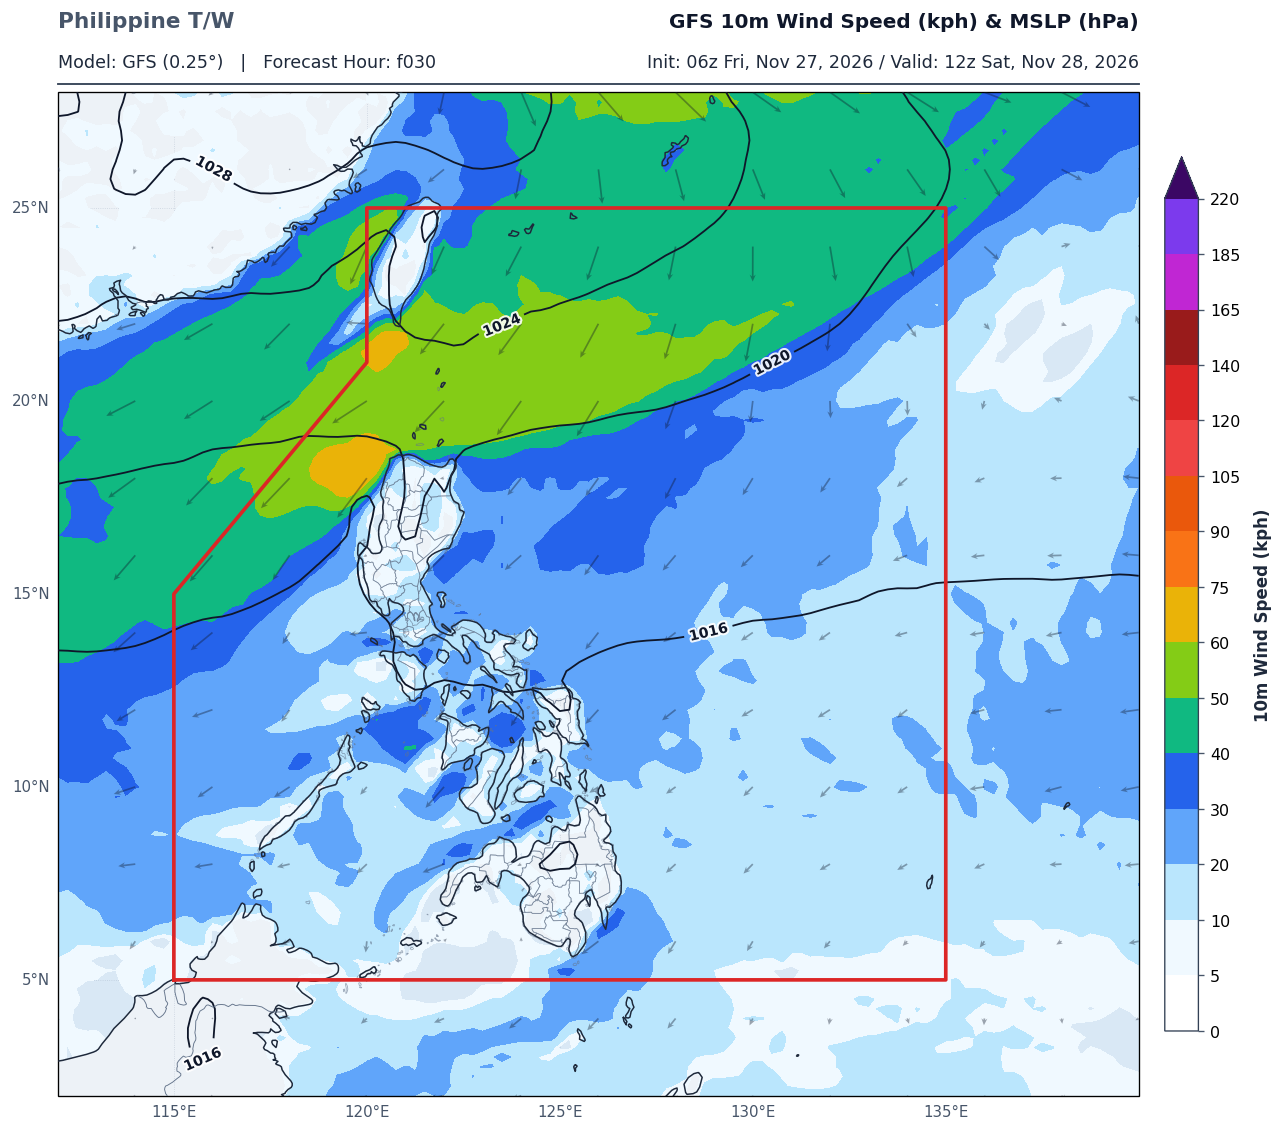 Philippine T/W
GFS 10m Wind Speed (kph) & MSLP (hPa)
Model: GFS (0.25°)   |   Forecast Hour: f030
Init: 06z Fri, Nov 27, 2026 / Valid: 12z Sat, Nov 28, 2026
1028
1024
1020
1016
1016
25°N
20°N
15°N
10°N
5°N
115°E
120°E
125°E
130°E
135°E
220
185
165
140
120
105
90
75
60
50
40
30
20
10
5
0
10m Wind Speed (kph)